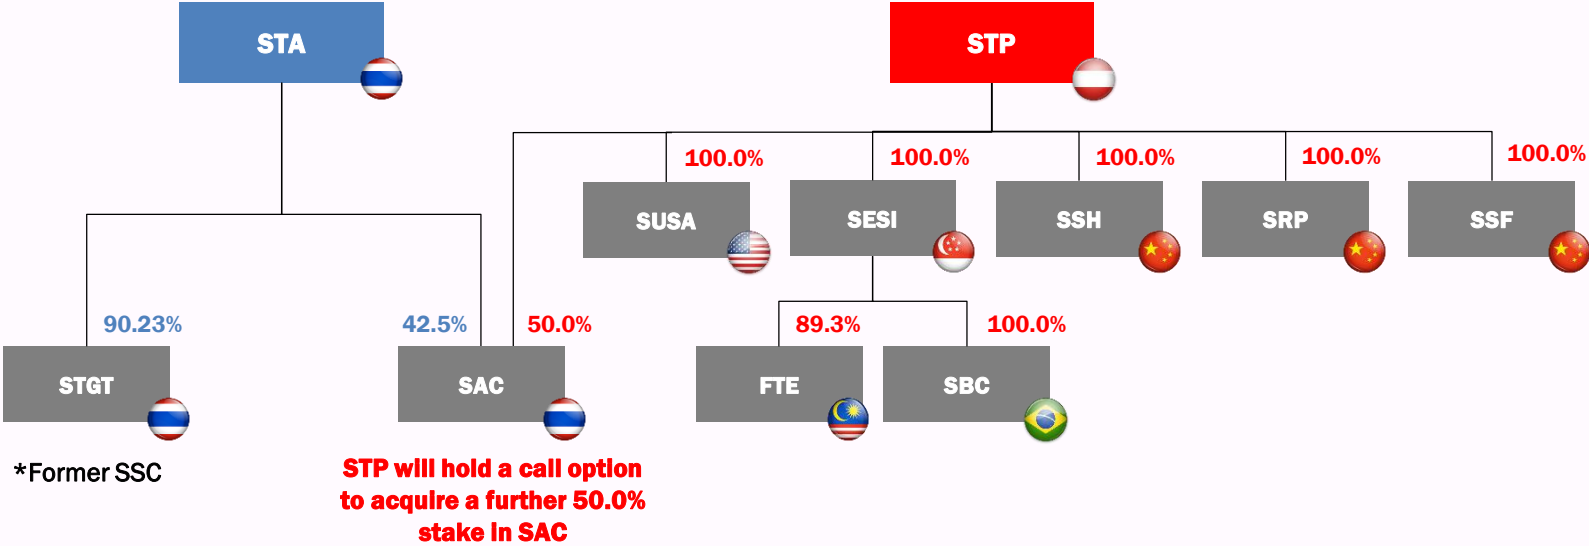 STA
STP
100.0%
100.0%
100.0%
100.0%
100.0%
SUSA
SESI
SSH
SRP
SSF
90.23%
42.5%
50.0%
89.3%
100.0%
STGT
SAC
FTE
SBC
*Former SSC
STP will hold a call option
to acquire a further 50.0%
stake in SAC